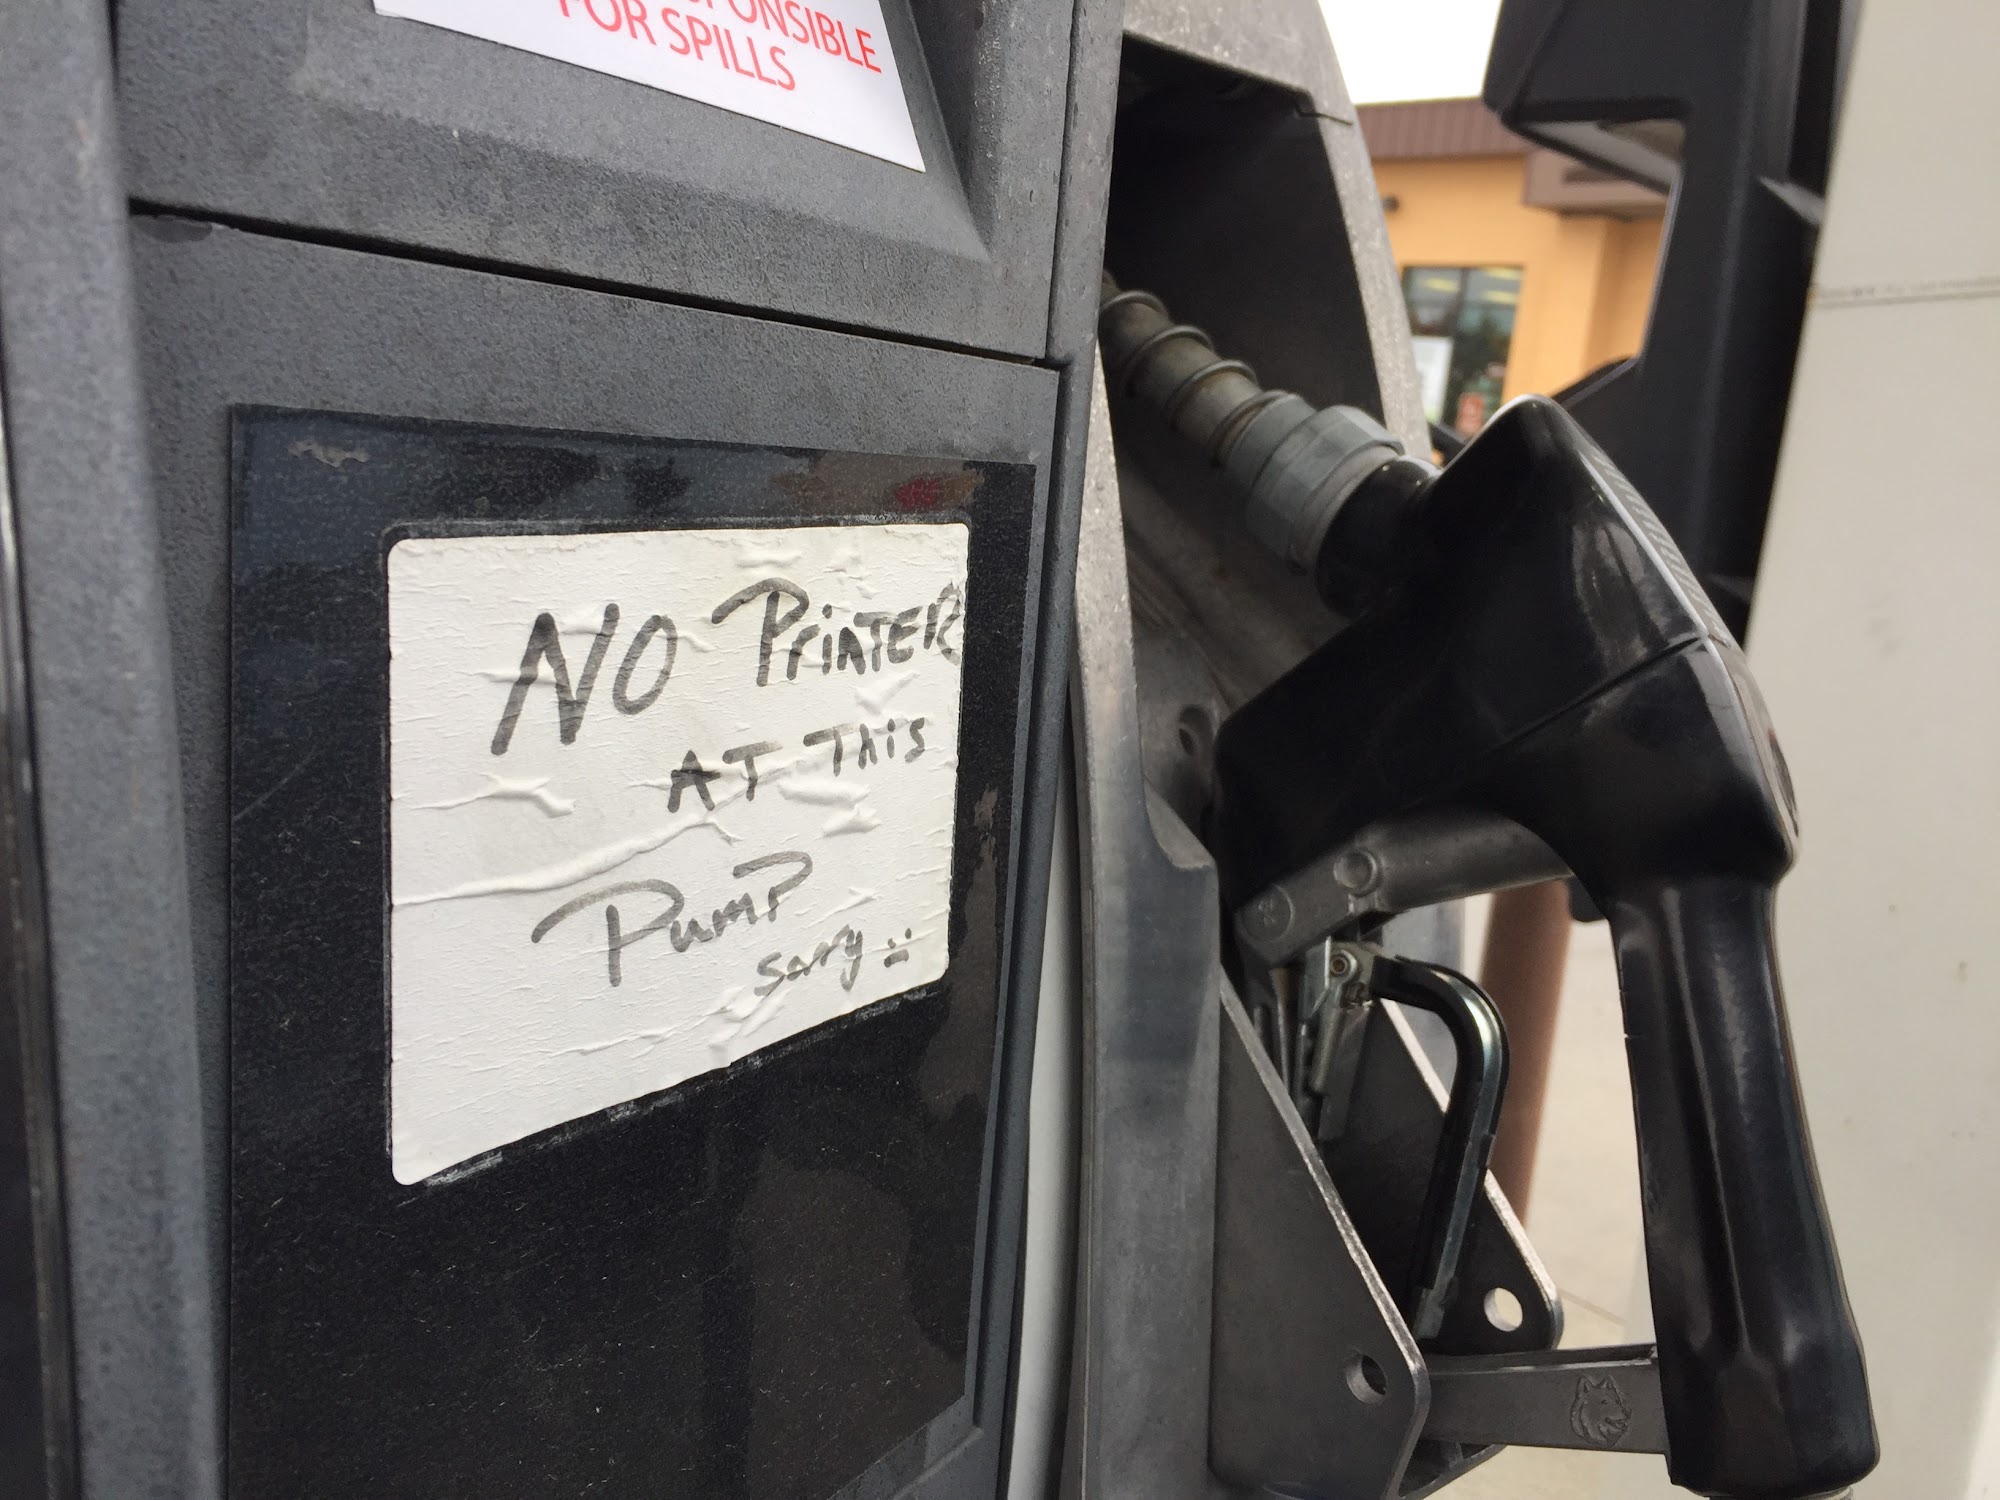 FOR SPILLS
NO PrinTER
AT This
Pump
sorry :(